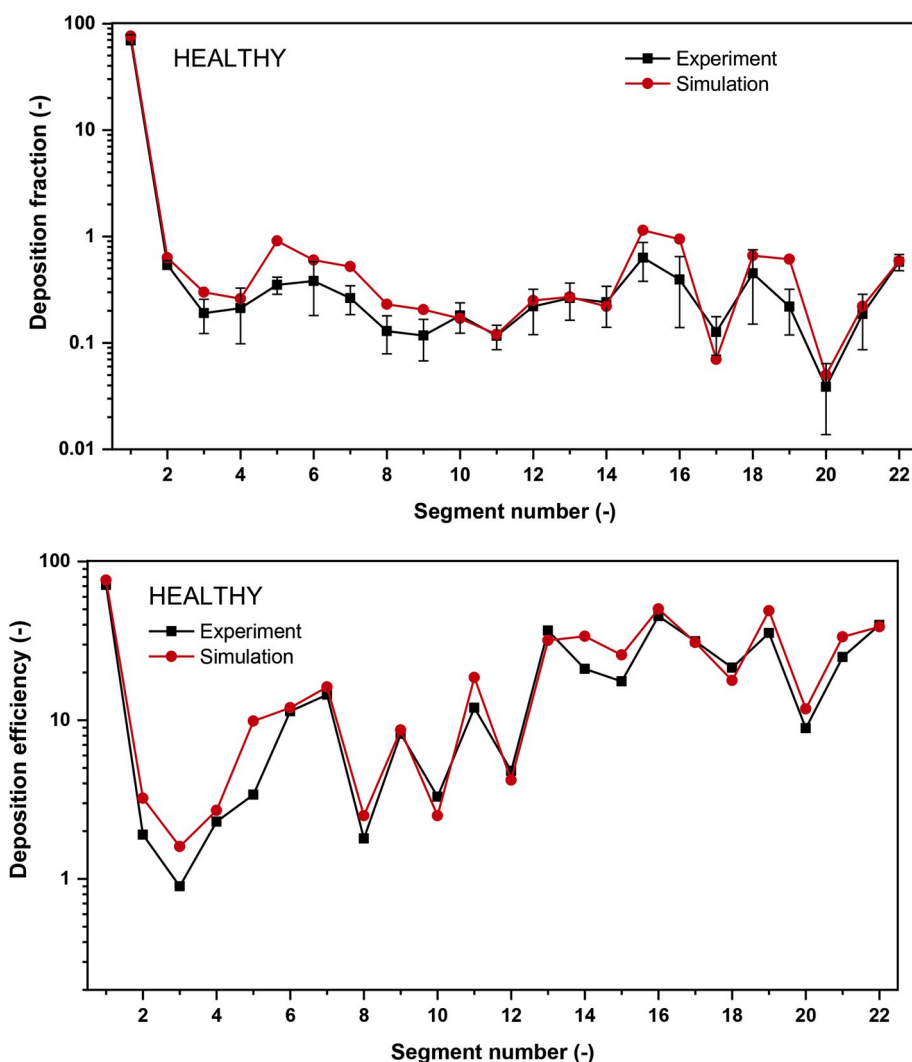 100
10
1
0.1
0.01
Deposition fraction (-)
HEALTHY
Experiment
Simulation
2 4 6 8 10 12 14 16 18 20 22
Segment number (-)
100
10
1
Deposition efficiency (-)
HEALTHY
Experiment
Simulation
2 4 6 8 10 12 14 16 18 20 22
Segment number (-)